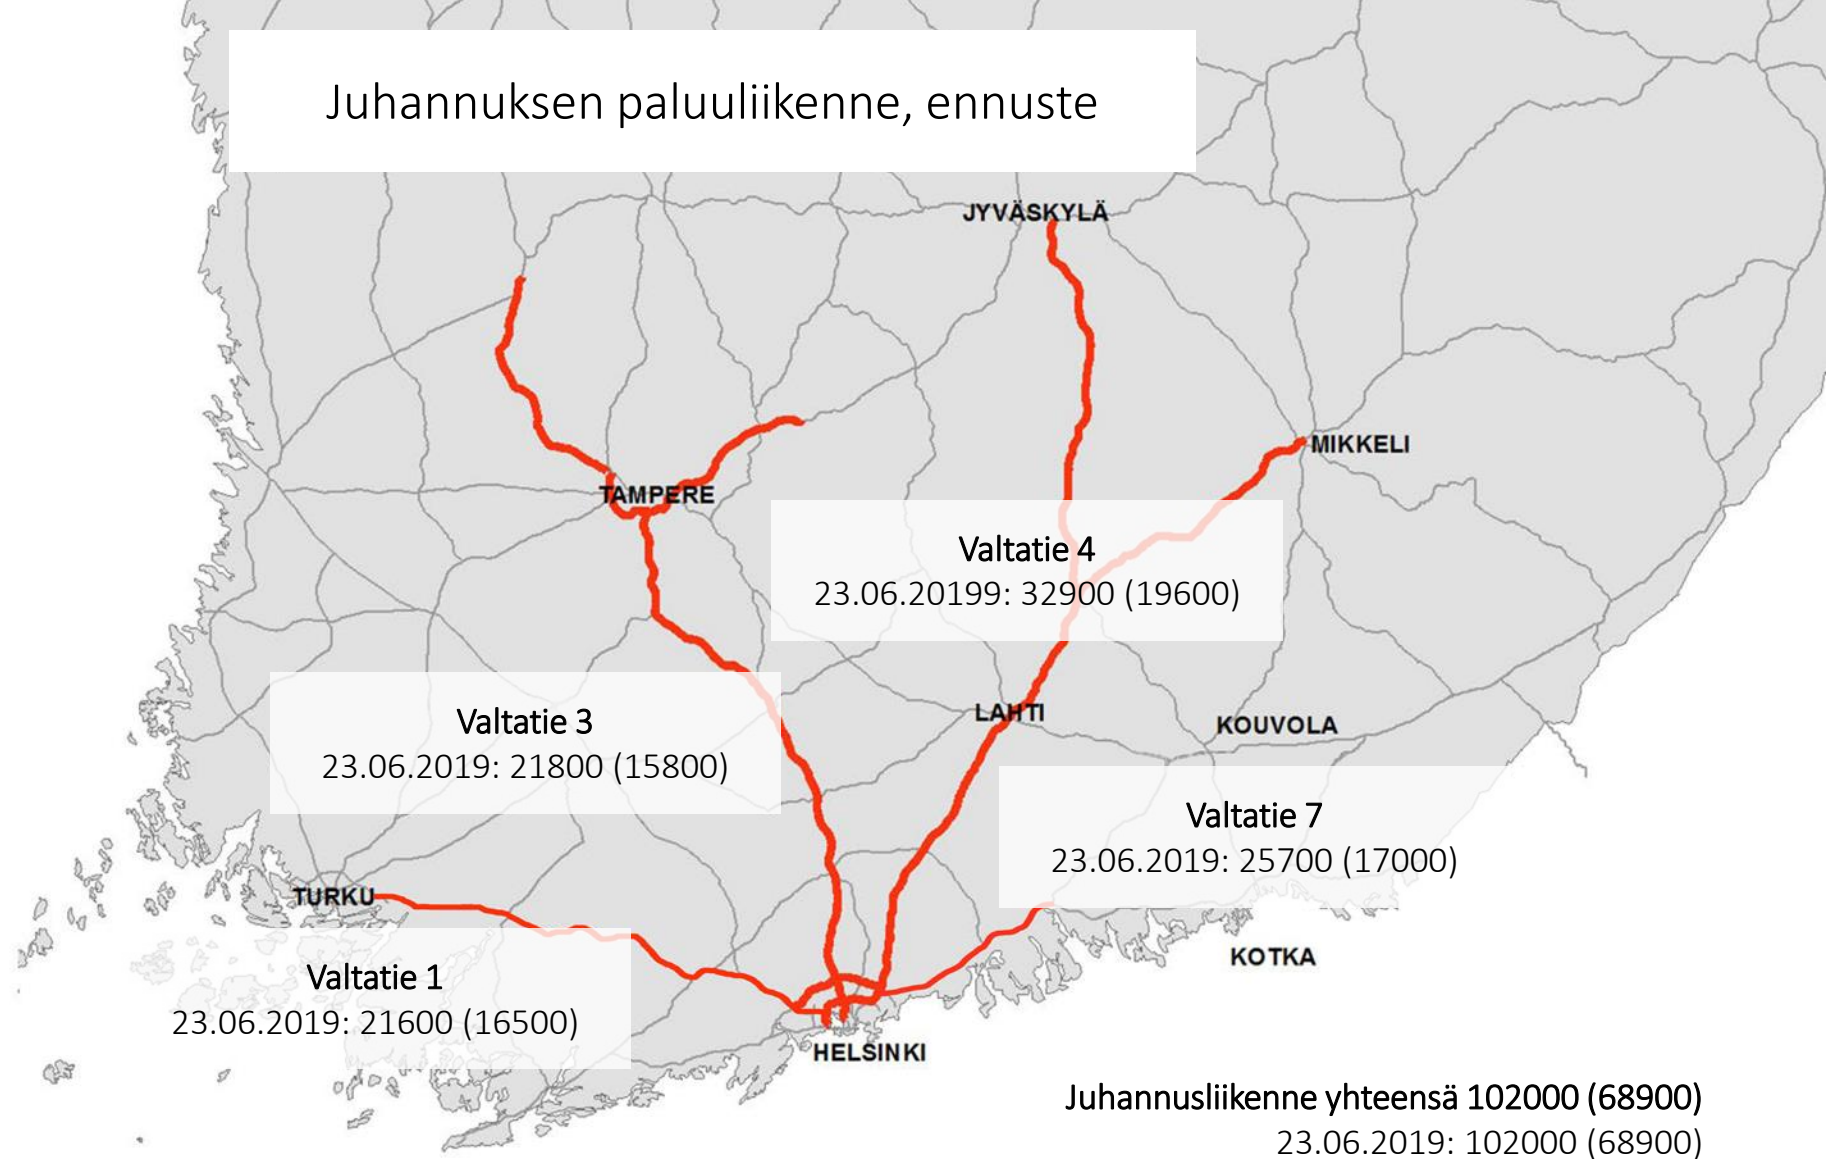 Juhannuksen paluuliikenne, ennuste
JYVÄSKYLÄ
MIKKELI
TAMPERE
Valtatie 4
23.06.20199: 32900 (19600)
Valtatie 3
23.06.2019: 21800 (15800)
LAHTI
KOUVOLA
Valtatie 7
23.06.2019: 25700 (17000)
TURKU
Valtatie 1
23.06.2019: 21600 (16500)
KOTKA
HELSINKI
Juhannusliikenne yhteensä 102000 (68900)
23.06.2019: 102000 (68900)